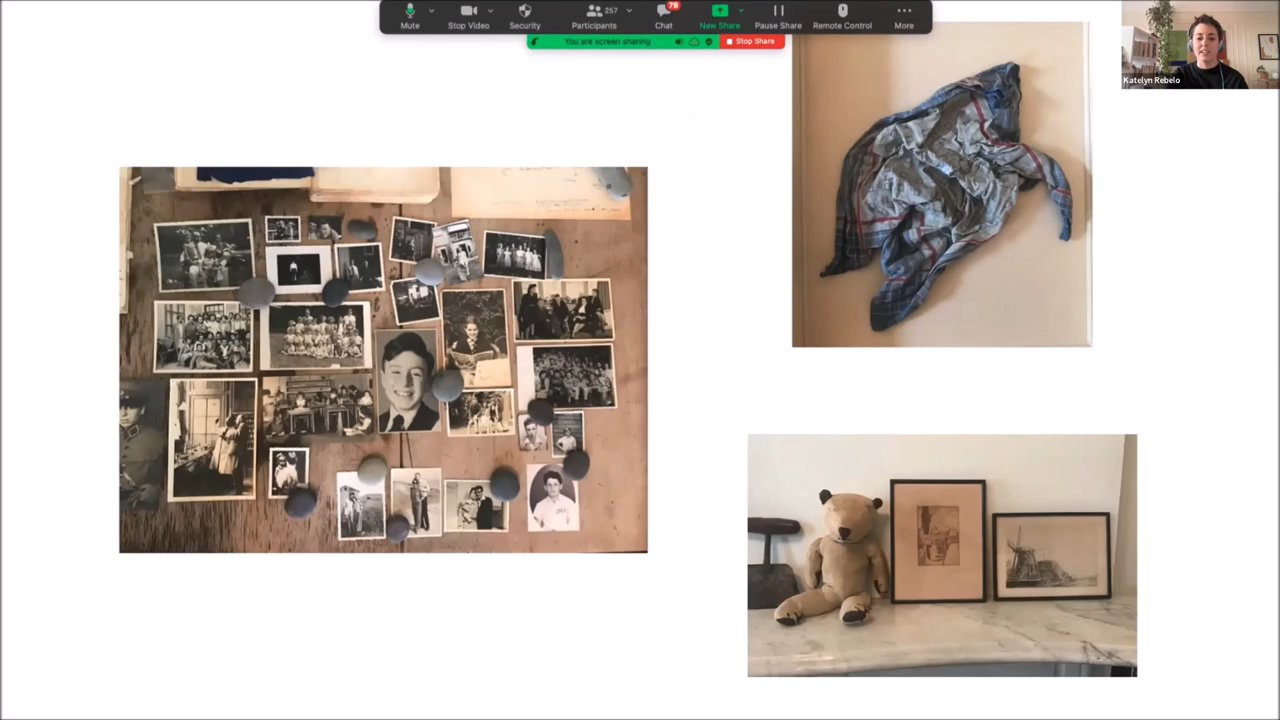 Mute
Stop Video
Security
257
Participants
78
Chat
New Share
Pause Share
Remote Control
More
You are screen sharing
Stop Share
Katelyn Rebelo